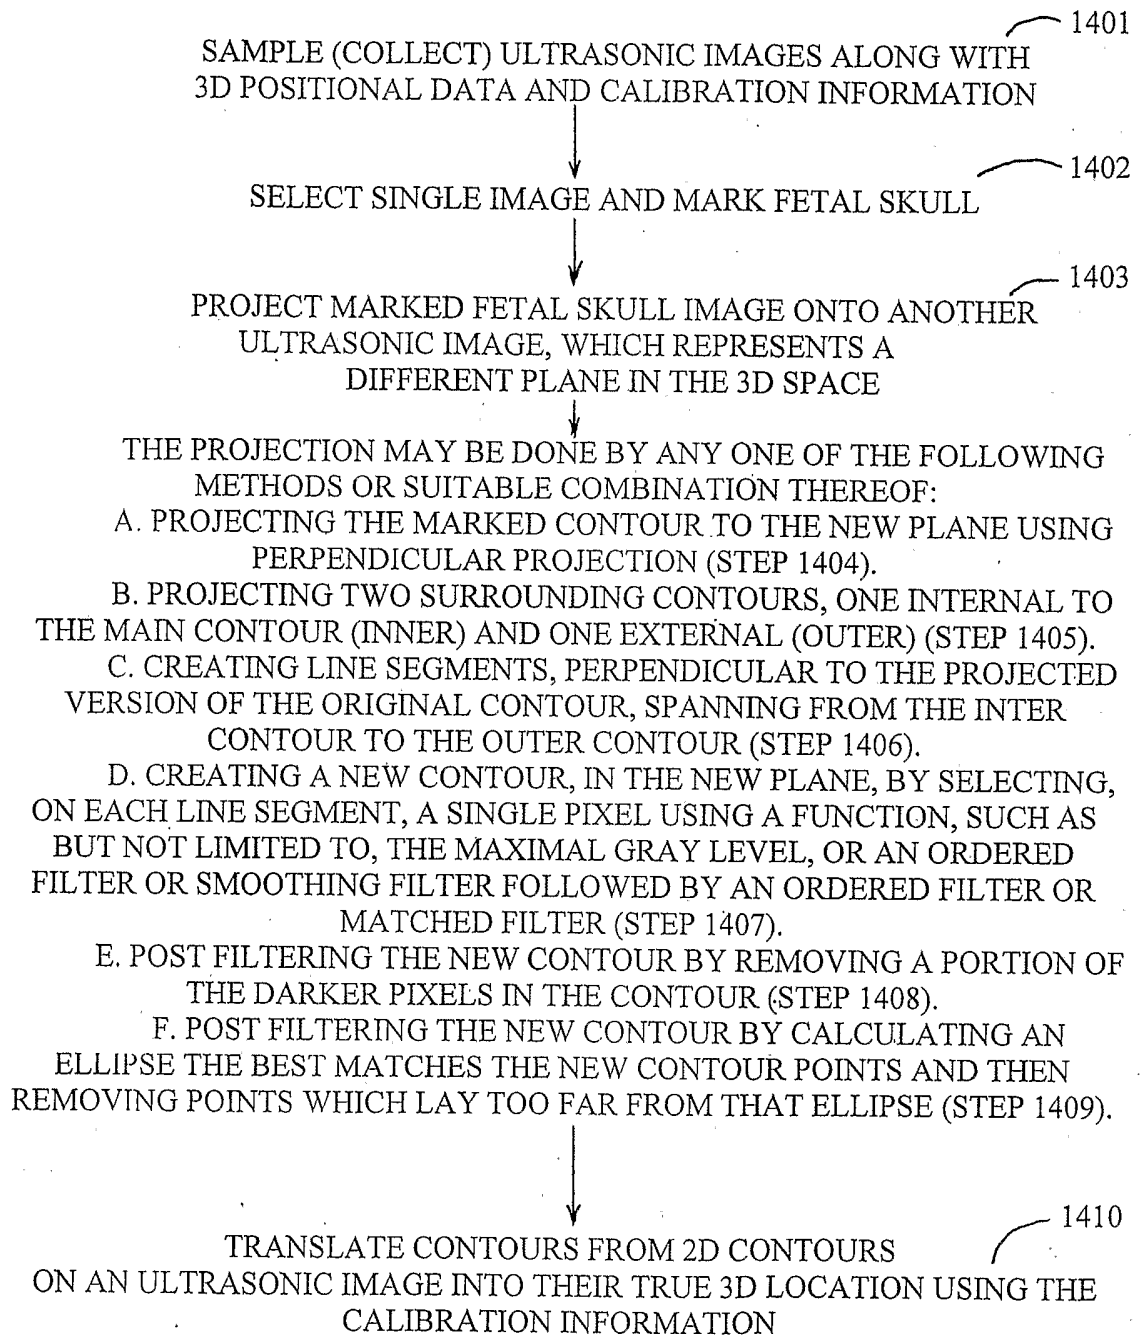 1401
SAMPLE (COLLECT) ULTRASONIC IMAGES ALONG WITH
3D POSITIONAL DATA AND CALIBRATION INFORMATION
1402
SELECT SINGLE IMAGE AND MARK FETAL SKULL
1403
PROJECT MARKED FETAL SKULL IMAGE ONTO ANOTHER
ULTRASONIC IMAGE, WHICH REPRESENTS A
DIFFERENT PLANE IN THE 3D SPACE
THE PROJECTION MAY BE DONE BY ANY ONE OF THE FOLLOWING
METHODS OR SUITABLE COMBINATION THEREOF:
A. PROJECTING THE MARKED CONTOUR TO THE NEW PLANE USING
PERPENDICULAR PROJECTION (STEP 1404).
B. PROJECTING TWO SURROUNDING CONTOURS, ONE INTERNAL TO
THE MAIN CONTOUR (INNER) AND ONE EXTERNAL (OUTER) (STEP 1405).
C. CREATING LINE SEGMENTS, PERPENDICULAR TO THE PROJECTED
VERSION OF THE ORIGINAL CONTOUR, SPANNING FROM THE INTER
CONTOUR TO THE OUTER CONTOUR (STEP 1406).
D. CREATING A NEW CONTOUR, IN THE NEW PLANE, BY SELECTING,
ON EACH LINE SEGMENT, A SINGLE PIXEL USING A FUNCTION, SUCH AS
BUT NOT LIMITED TO, THE MAXIMAL GRAY LEVEL, OR AN ORDERED
FILTER OR SMOOTHING FILTER FOLLOWED BY AN ORDERED FILTER OR
MATCHED FILTER (STEP 1407).
E. POST FILTERING THE NEW CONTOUR BY REMOVING A PORTION OF
THE DARKER PIXELS IN THE CONTOUR (STEP 1408).
F. POST FILTERING THE NEW CONTOUR BY CALCULATING AN
ELLIPSE THE BEST MATCHES THE NEW CONTOUR POINTS AND THEN
REMOVING POINTS WHICH LAY TOO FAR FROM THAT ELLIPSE (STEP 1409).
1410
TRANSLATE CONTOURS FROM 2D CONTOURS
ON AN ULTRASONIC IMAGE INTO THEIR TRUE 3D LOCATION USING THE
CALIBRATION INFORMATION